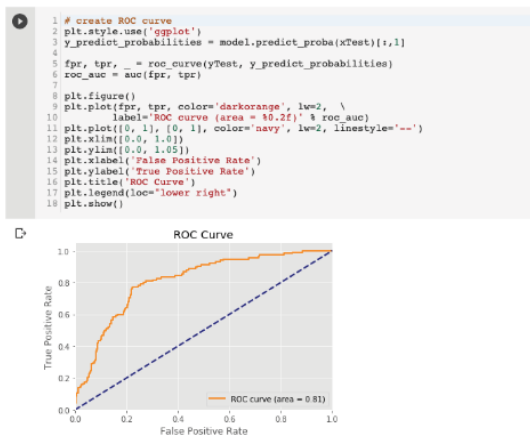 1 # create ROC curve
2 plt.style.use('ggplot')
3 y_predict_probabilities = model.predict_proba(xTest)[:,1]
4
5 fpr, tpr, _ = roc_curve(yTest, y_predict_probabilities)
6 roc_auc = auc(fpr, tpr)
7
8 plt.figure()
9 plt.plot(fpr, tpr, color='darkorange', lw=2, \
10 label='ROC curve (area = %0.2f)' % roc_auc)
11 plt.plot([0, 1], [0, 1], color='navy', lw=2, linestyle='--')
12 plt.xlim([0.0, 1.0])
13 plt.ylim([0.0, 1.05])
14 plt.xlabel('False Positive Rate')
15 plt.ylabel('True Positive Rate')
16 plt.title('ROC Curve')
17 plt.legend(loc="lower right")
18 plt.show()
ROC Curve
True Positive Rate
1.0
0.8
0.6
0.4
0.2
0.0
ROC curve (area = 0.81)
0.0 0.2 0.4 0.6 0.8 1.0
False Positive Rate